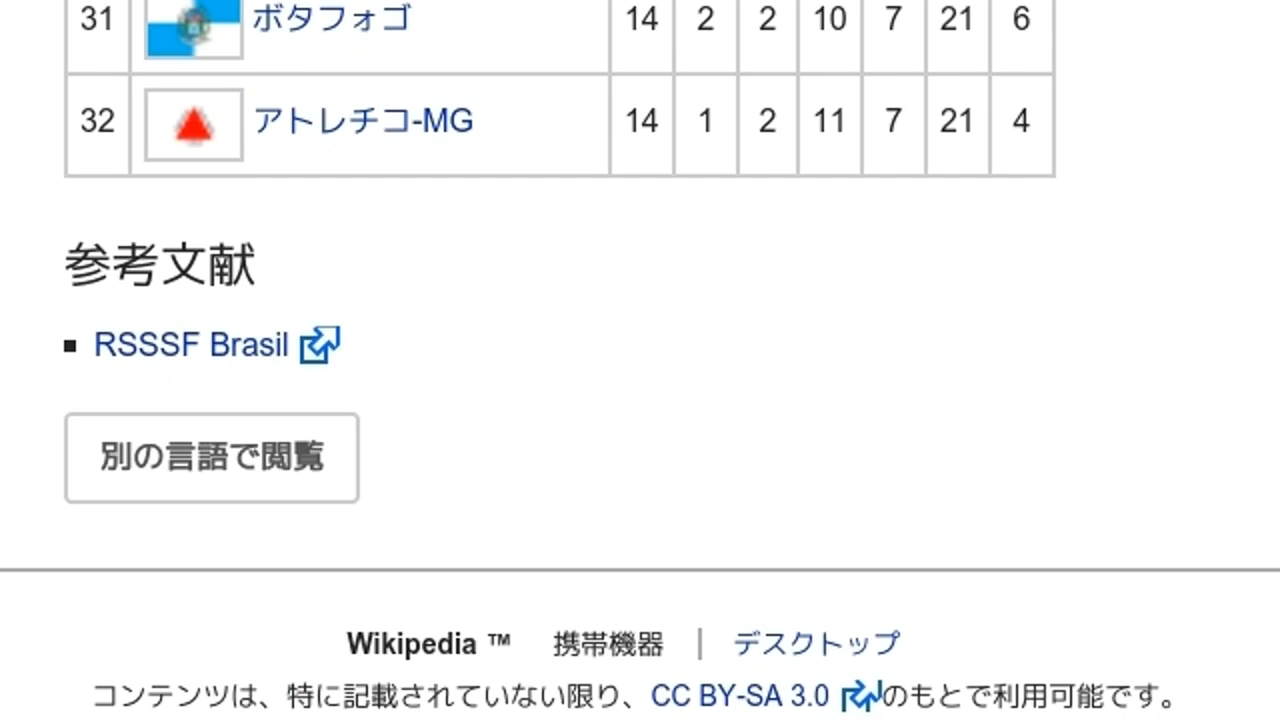 31 ボタフォゴ 14 2 2 10 7 21 6
32 アトレチコ-MG 14 1 2 11 7 21 4
参考文献
RSSSF Brasil
別の言語で閲覧
Wikipedia ™ 携帯機器 | デスクトップ
コンテンツは、特に記載されていない限り、CC BY-SA 3.0 のもとで利用可能です。